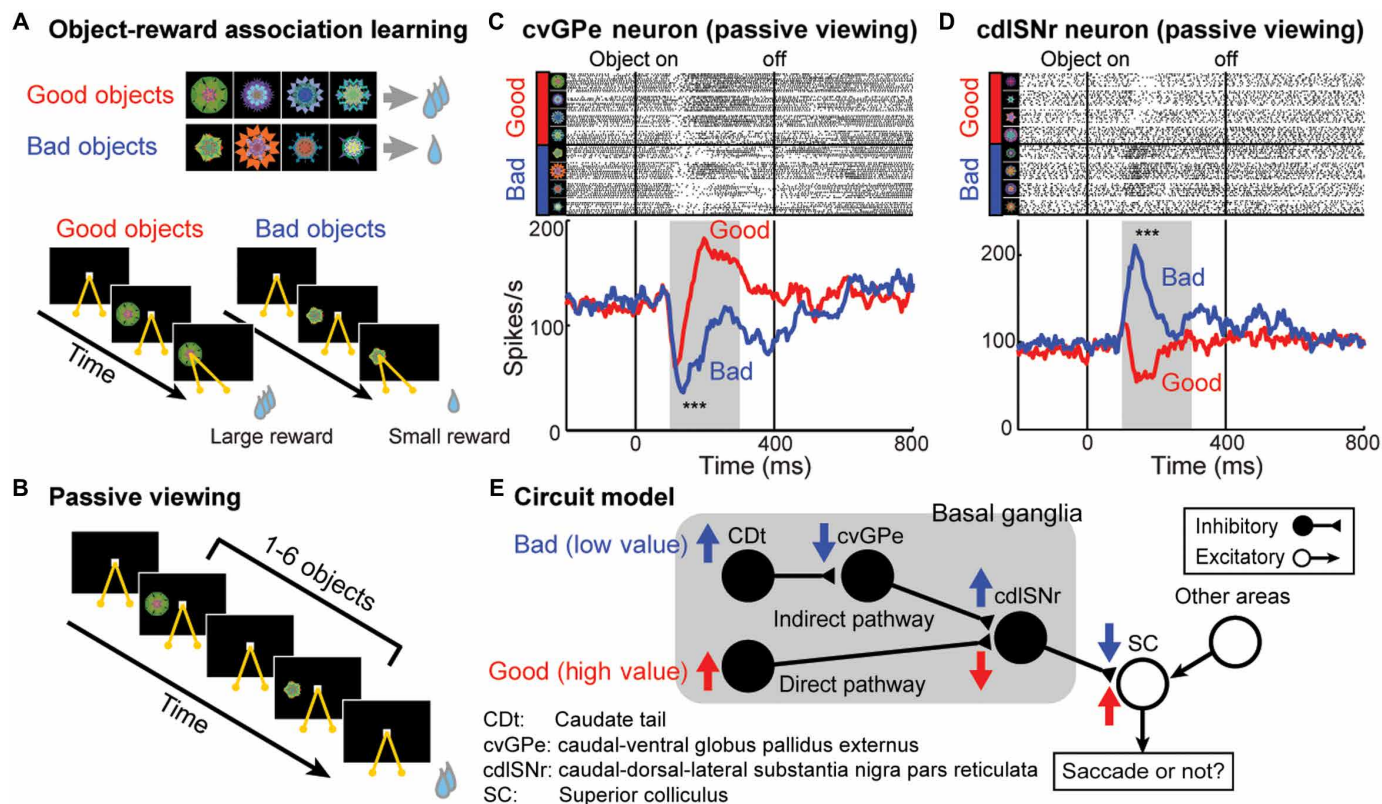 A Object-reward association learning
Good objects
Bad objects
Good objects Bad objects
Time
Large reward Small reward
B Passive viewing
1-6 objects
Time
C cvGPe neuron (passive viewing)
Object on off
Good
Bad
200
100
0
Spikes/s
Good
Bad
***
0 400 800
Time (ms)
D cdlSNr neuron (passive viewing)
Object on off
Good
Bad
200
100
0
***
Bad
Good
0 400 800
Time (ms)
E Circuit model
Basal ganglia
Bad (low value) CDt cvGPe
Indirect pathway
cdlSNr
Good (high value)
Direct pathway
SC
Other areas
Inhibitory
Excitatory
Saccade or not?
CDt: Caudate tail
cvGPe: caudal-ventral globus pallidus externus
cdlSNr: caudal-dorsal-lateral substantia nigra pars reticulata
SC: Superior colliculus